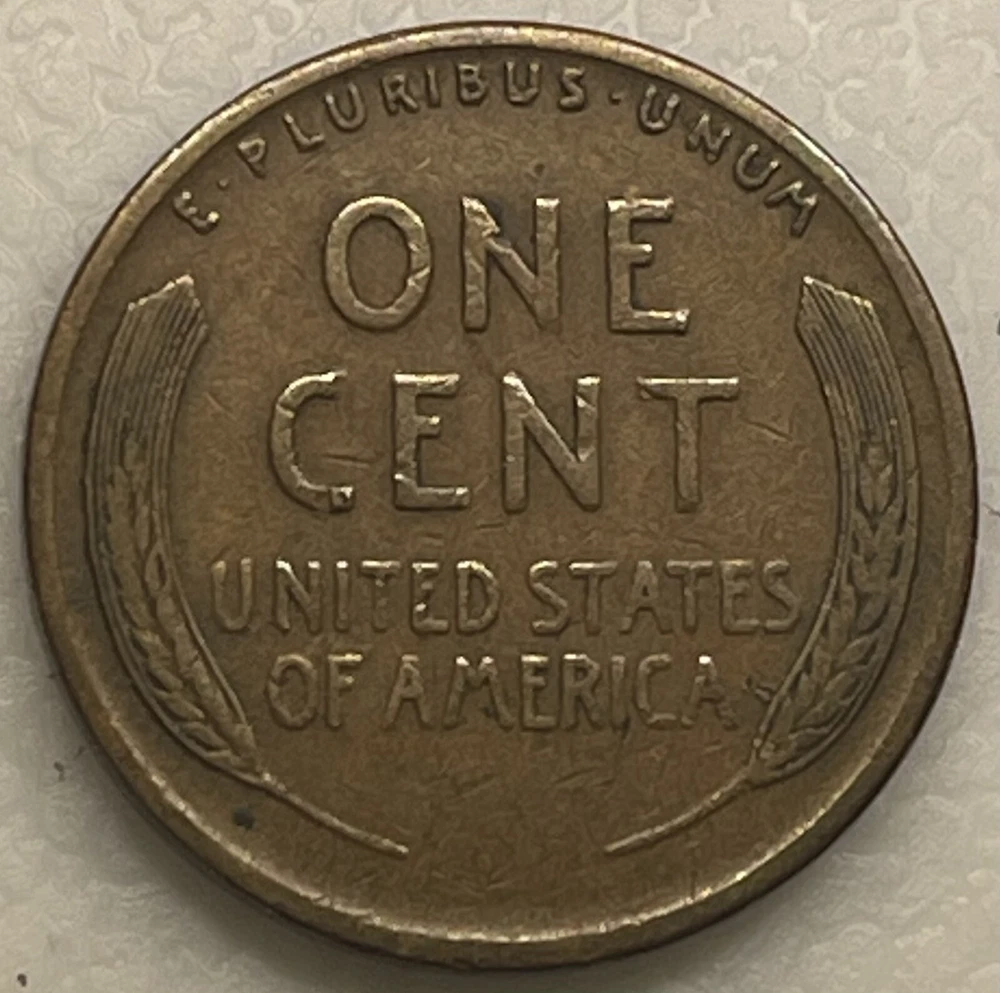 E·PLURIBUS·UNUM
ONE
CENT
UNITED STATES
OF AMERICA